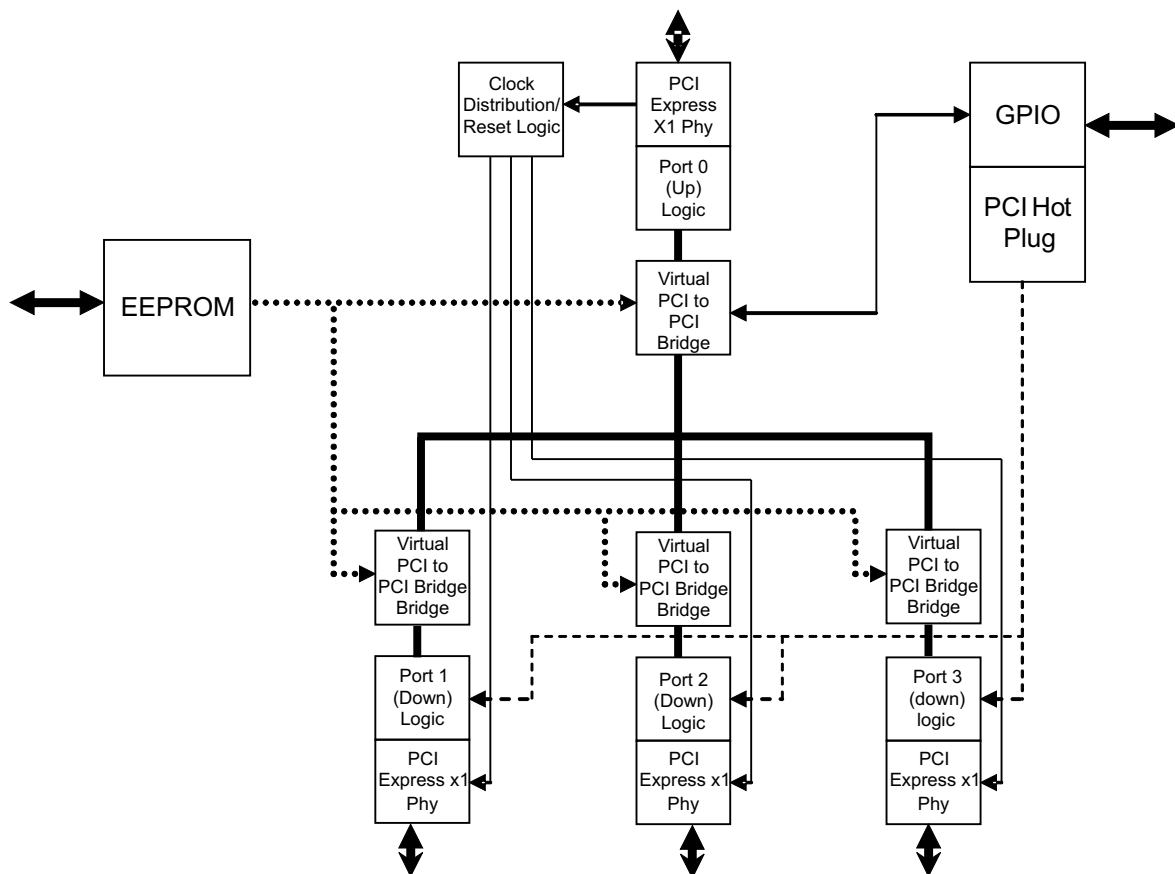 Clock
Distribution/
Reset Logic
PCI
Express
X1 Phy
Port 0
(Up)
Logic
GPIO
PCI Hot
Plug
EEPROM
Virtual
PCI to
PCI
Bridge
Virtual
PCI to
PCI Bridge
Bridge
Virtual
PCI to
PCI Bridge
Bridge
Virtual
PCI to
PCI Bridge
Bridge
Port 1
(Down)
Logic
Port 2
(Down)
Logic
Port 3
(down)
logic
PCI
Express x1
Phy
PCI
Express x1
Phy
PCI
Express x1
Phy